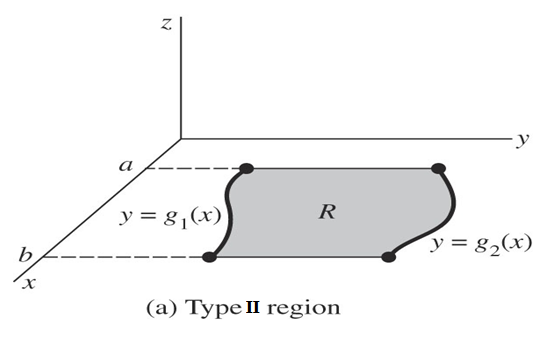 z
y
a
y = g₁(x)
R
b
y = g₂(x)
x
(a) Type II region